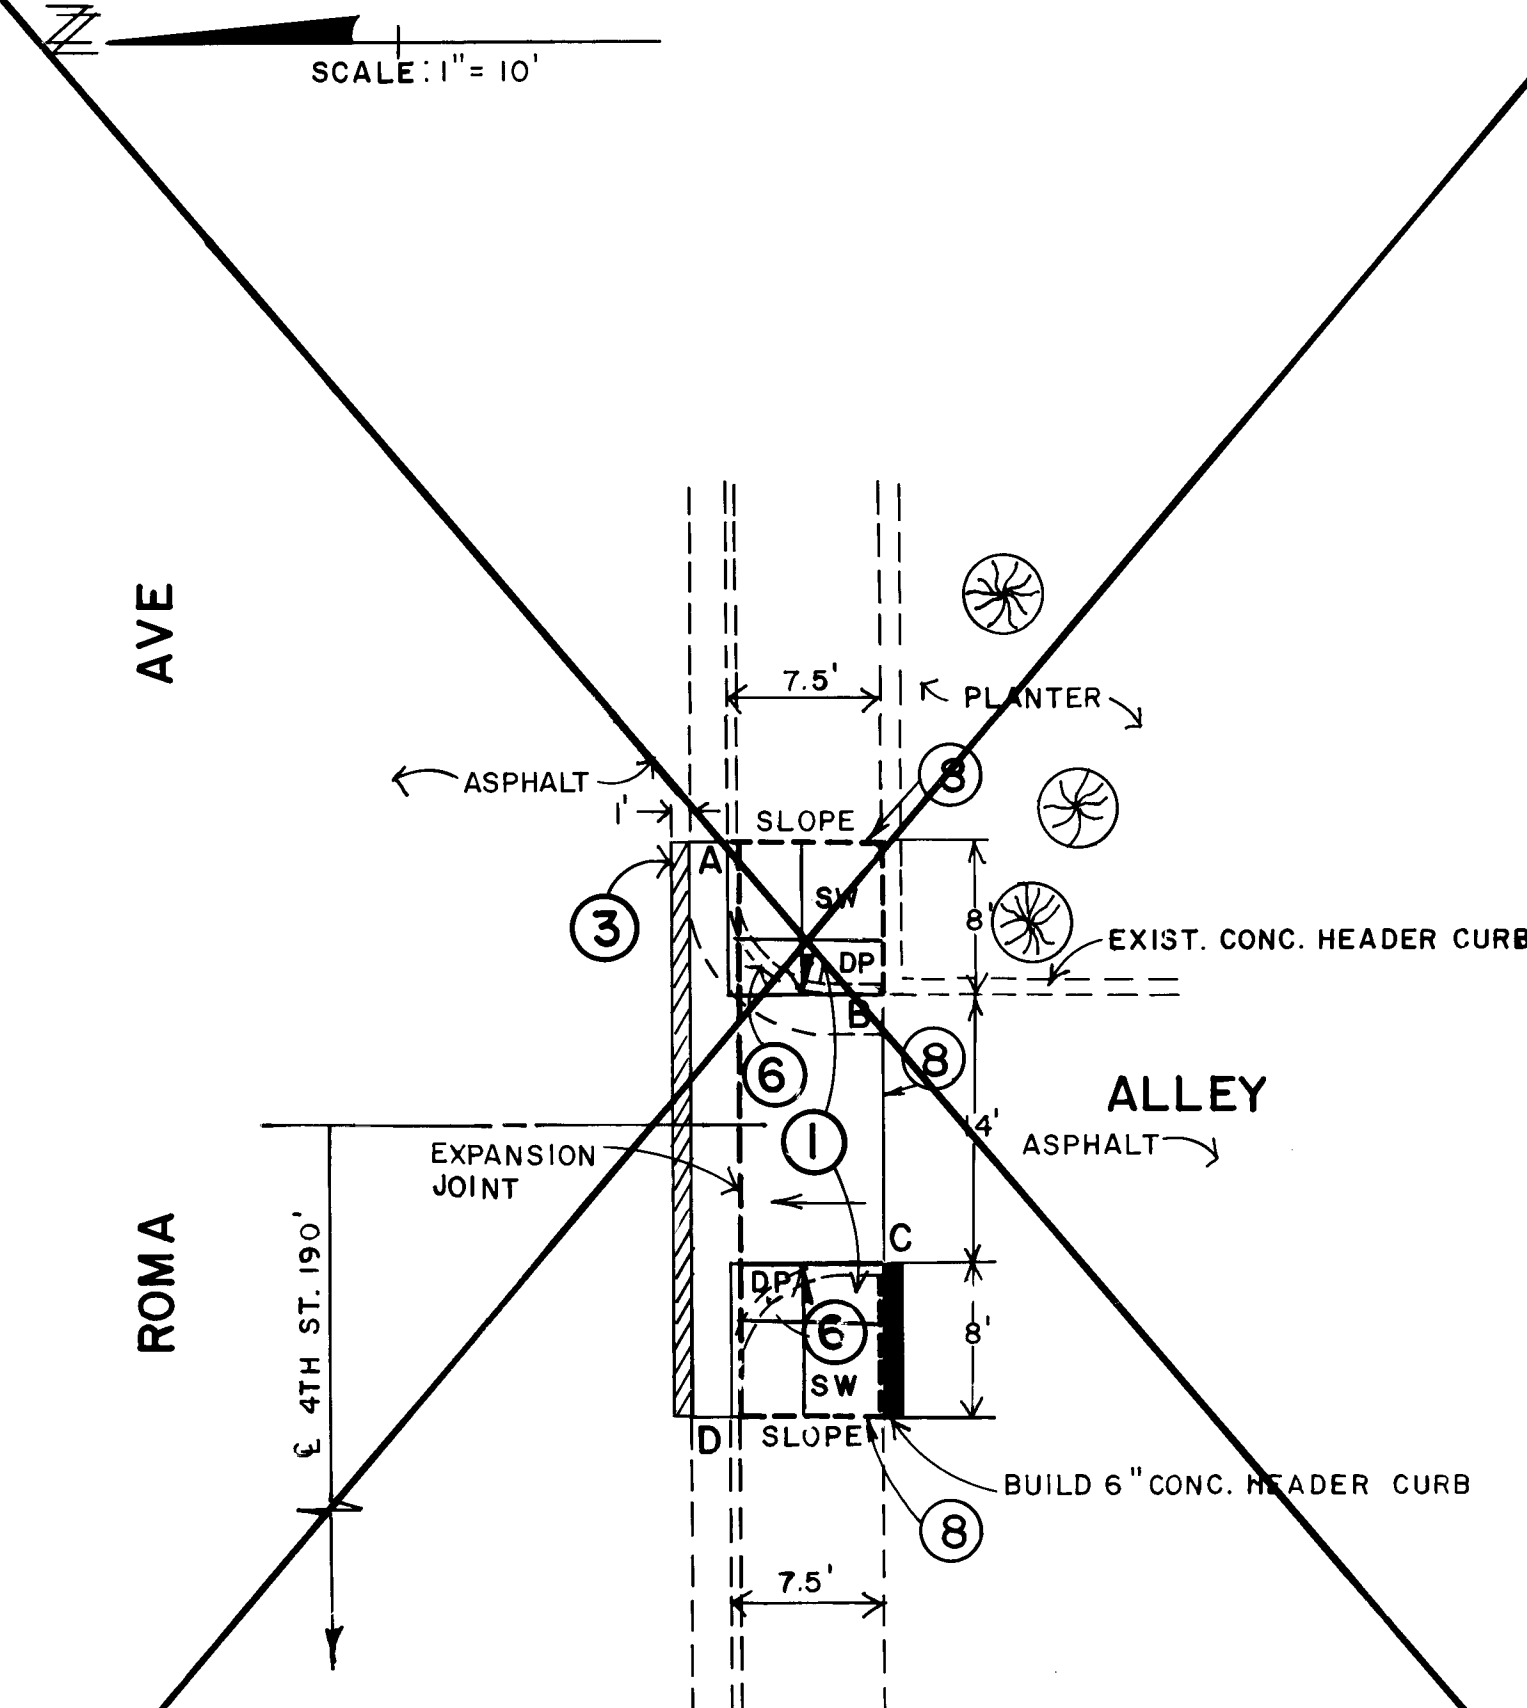 N
SCALE: 1" = 10'
AVE
7.5'
PLANTER
ASPHALT
8
1'
SLOPE
A
SW
3
8'
EXIST. CONC. HEADER CURB
DP
B
6
8
ALLEY
1
14'
ASPHALT
EXPANSION
JOINT
C
ROMA
℄ 4TH ST. 190'
DP
6
8'
SW
D
SLOPE
BUILD 6" CONC. HEADER CURB
8
7.5'